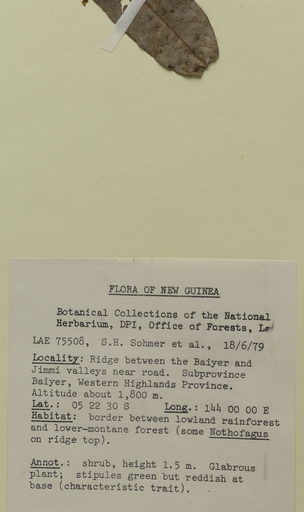 FLORA OF NEW GUINEA
Botanical Collections of the National
Herbarium, DPI, Office of Forests,
LAE 75508, S.H. Sohmer et al., 18/6/79
Locality: Ridge between the Baiyer and
Jimmi valleys near road. Subprovince
Baiyer, Western Highlands Province.
Altitude about 1,800 m.
Lat.: 05 22 30 S Long.: 144 00 00 E
Habitat: border between lowland rainforest
and lower-montane forest (some Nothofagus
on ridge top).
Annot.: shrub, height 1.5 m. Glabrous
plant; stipules green but reddish at
base (characteristic trait).